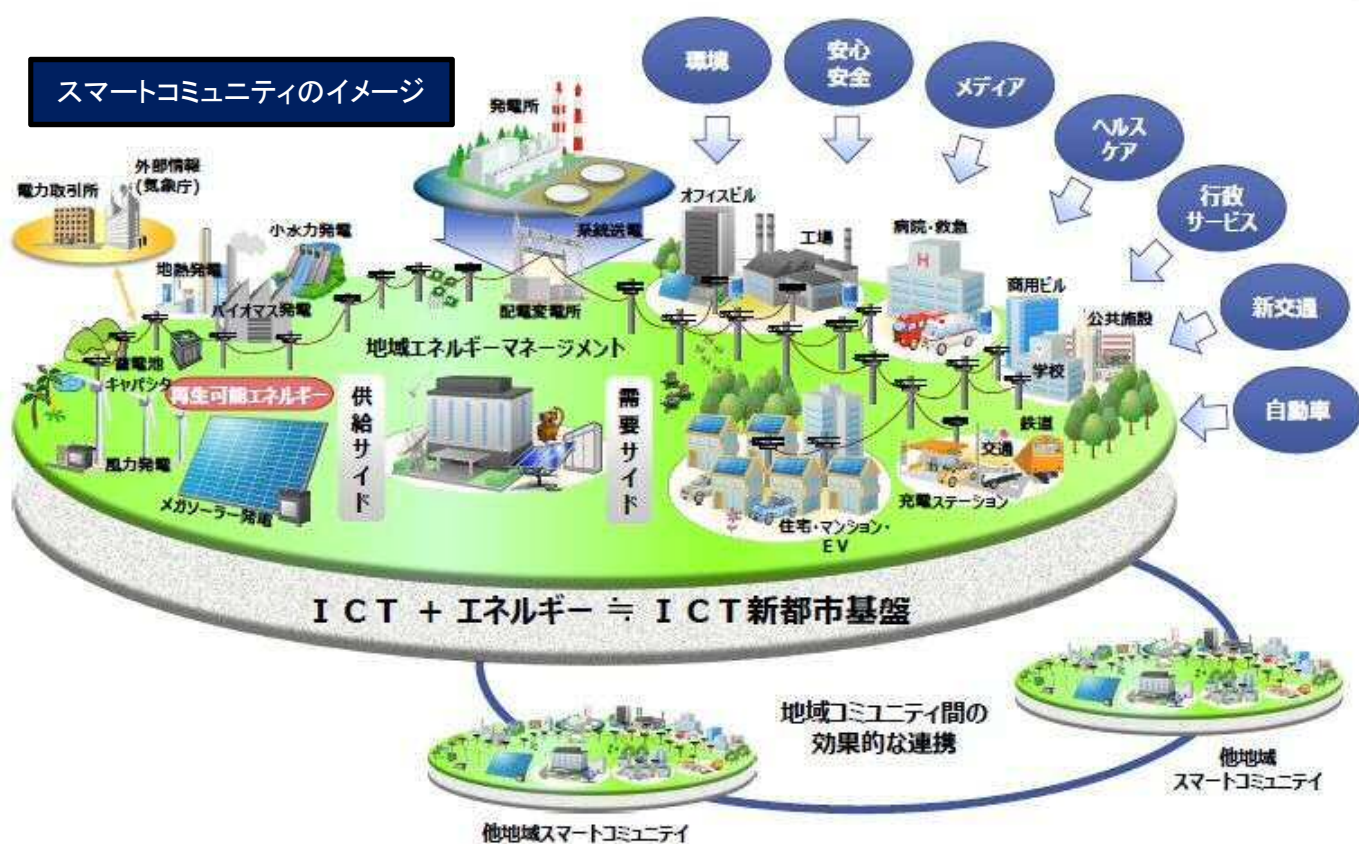 スマートコミュニティのイメージ
環境
安心
安全
メディア
ヘルス
ケア
行政
サービス
新交通
自動車
発電所
外部情報
(気象庁)
電力取引所
小水力発電
地熱発電
バイオマス発電
系統送電
配電変電所
オフィスビル
工場
病院・救急
H
商用ビル
公共施設
学校
地域エネルギーマネージメント
蓄電池
キャパシタ
再生可能エネルギー
風力発電
メガソーラー発電
供給サイド
需要サイド
鉄道
交通
充電ステーション
住宅・マンション・
EV
ICT + エネルギー ≒ ICT新都市基盤
地域コミユニティ間の
効果的な連携
他地域
スマートコミュニテイ
他地域スマートコミュニテイ